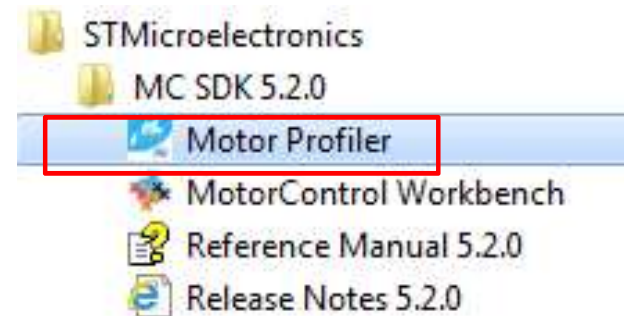 STMicroelectronics
MC SDK 5.2.0
Motor Profiler
MotorControl Workbench
Reference Manual 5.2.0
Release Notes 5.2.0